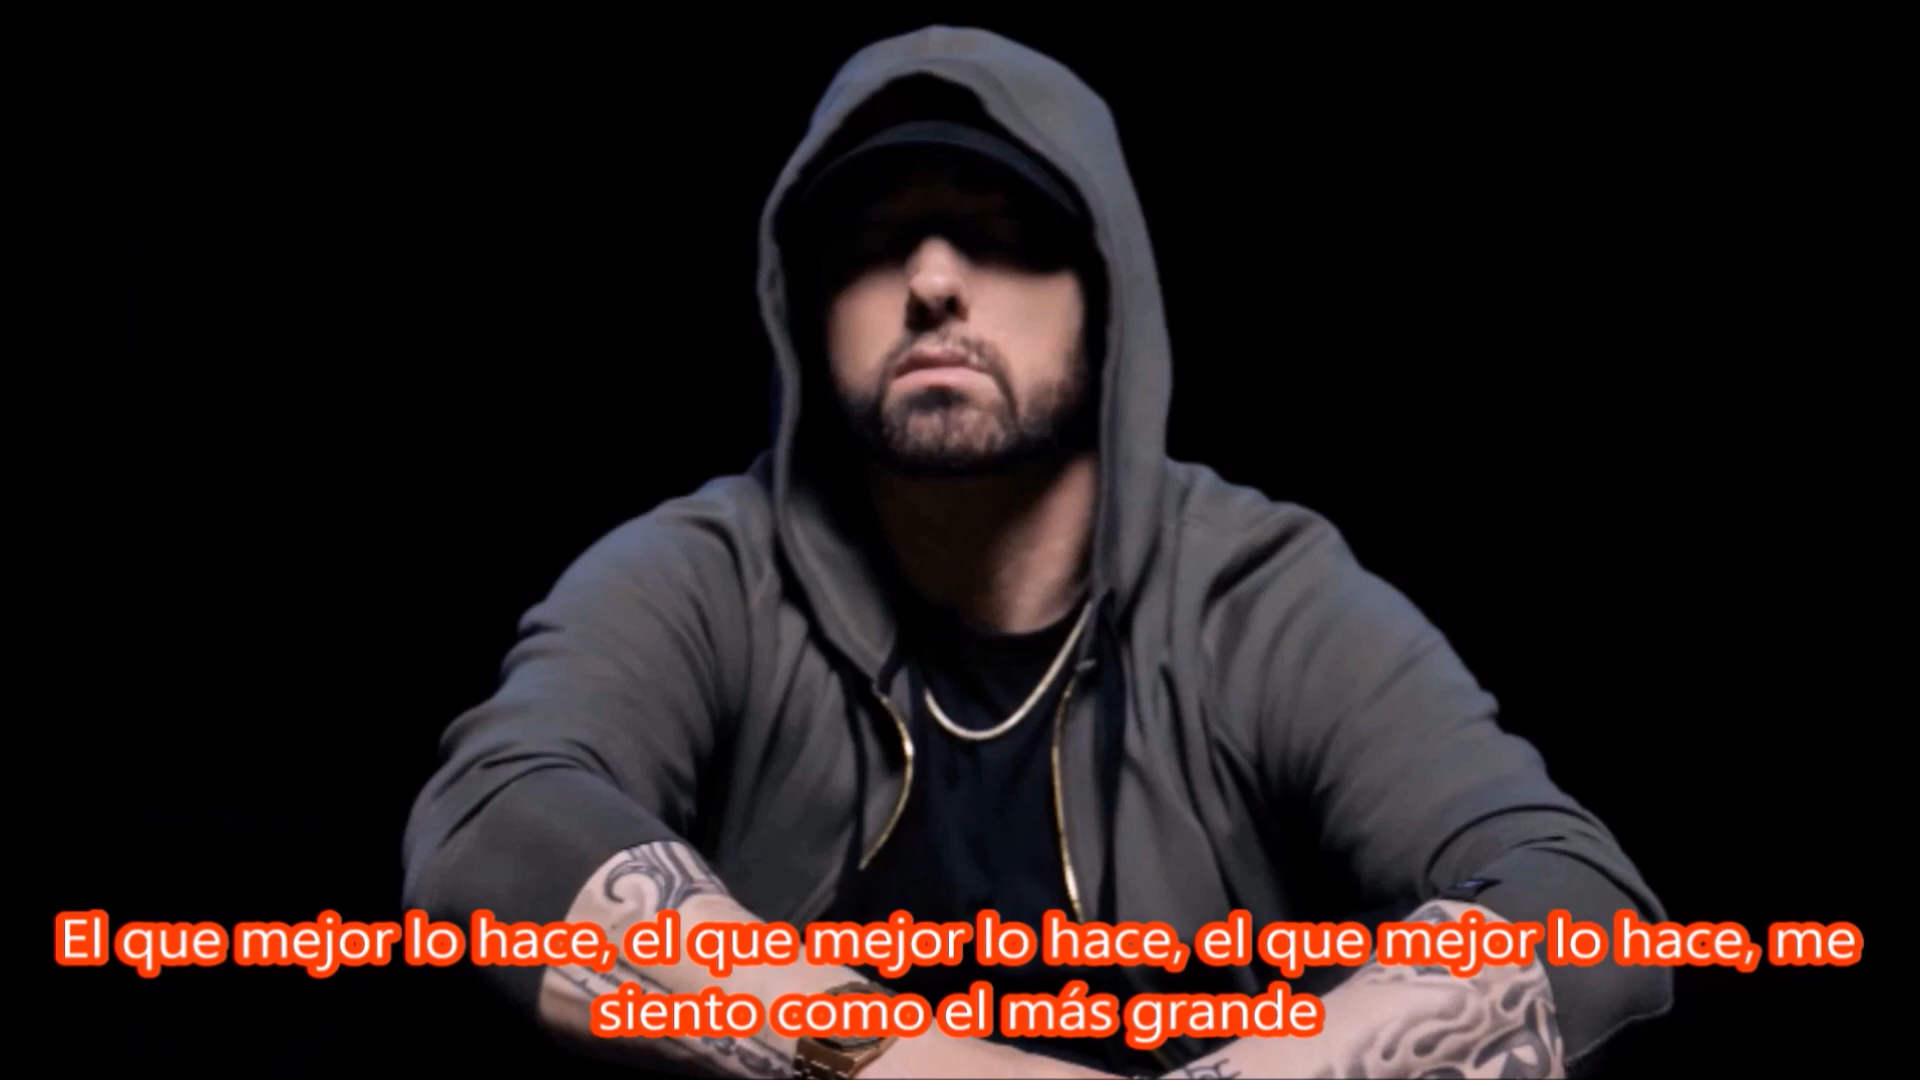 El que mejor lo hace, el que mejor lo hace, el que mejor lo hace, me
siento como el más grande